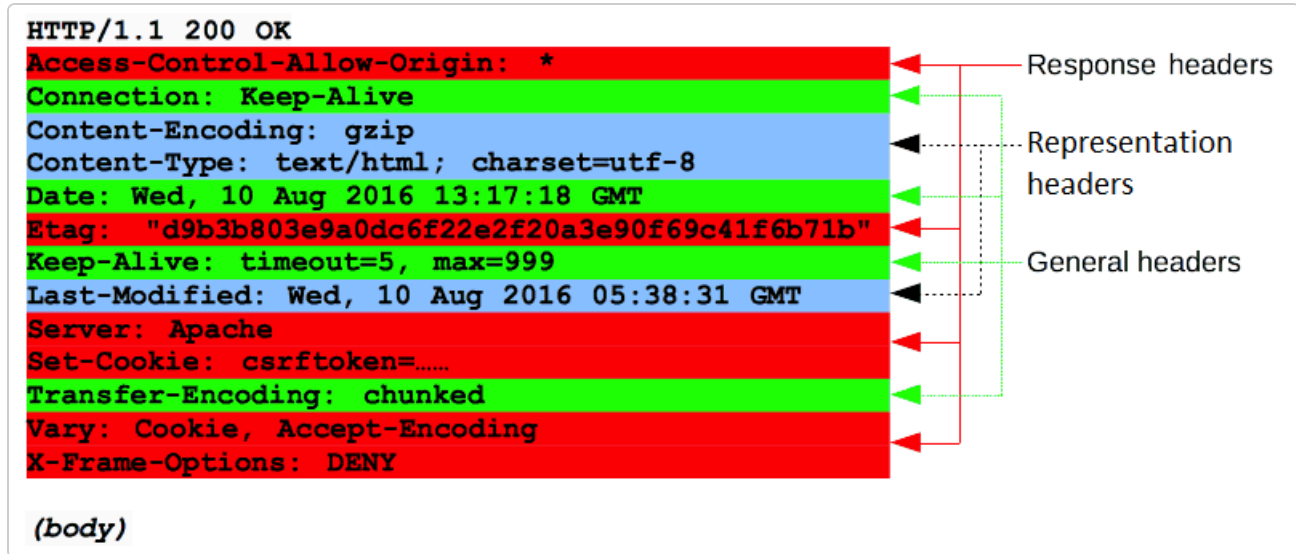 HTTP/1.1 200 OK
Access-Control-Allow-Origin: *
Connection: Keep-Alive
Content-Encoding: gzip
Content-Type: text/html; charset=utf-8
Date: Wed, 10 Aug 2016 13:17:18 GMT
Etag: "d9b3b803e9a0dc6f22e2f20a3e90f69c41f6b71b"
Keep-Alive: timeout=5, max=999
Last-Modified: Wed, 10 Aug 2016 05:38:31 GMT
Server: Apache
Set-Cookie: csrftoken=……
Transfer-Encoding: chunked
Vary: Cookie, Accept-Encoding
X-Frame-Options: DENY
(body)
Response headers
Representation
headers
General headers